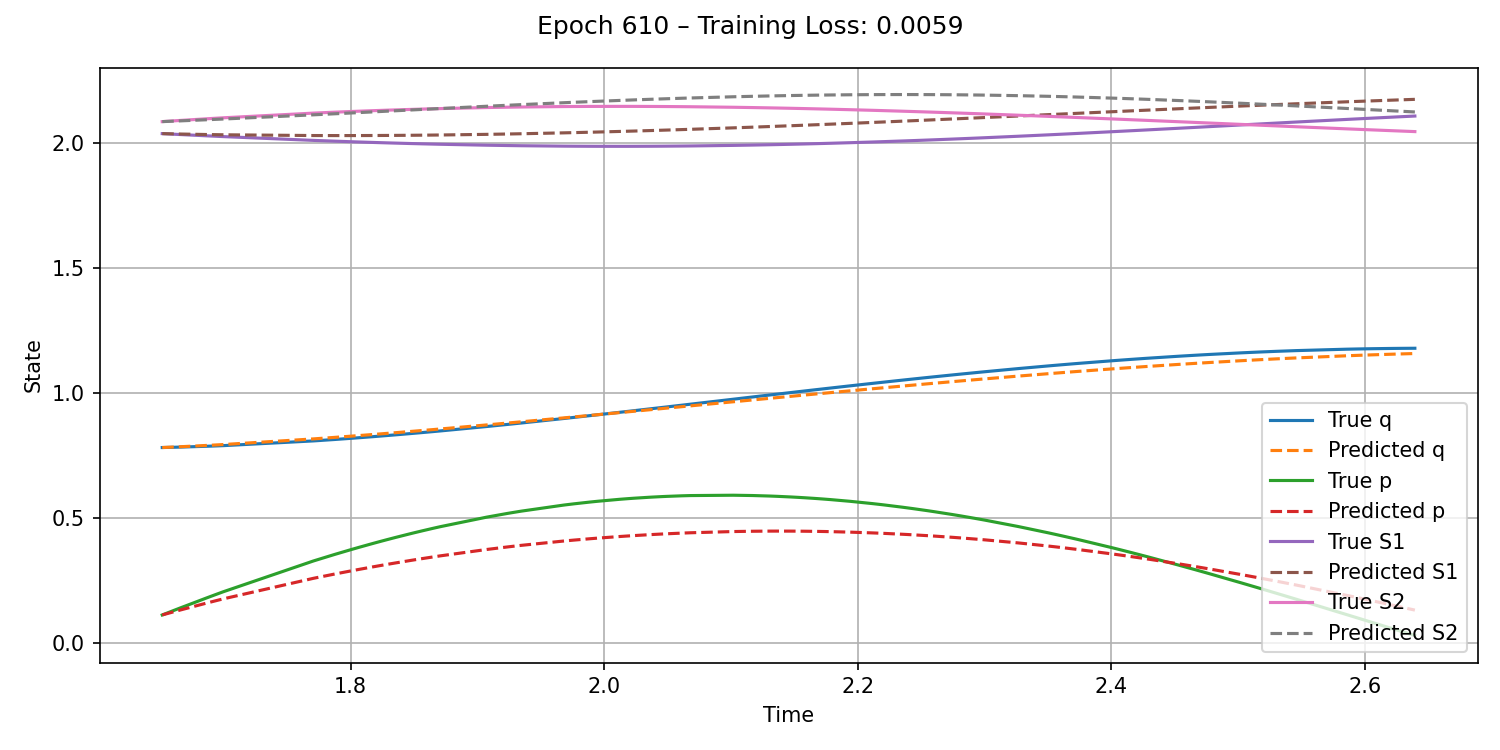 Epoch 610 – Training Loss: 0.0059
State
2.0
1.5
1.0
0.5
0.0
1.8
2.0
2.2
2.4
2.6
Time
True q
Predicted q
True p
Predicted p
True S1
Predicted S1
True S2
Predicted S2